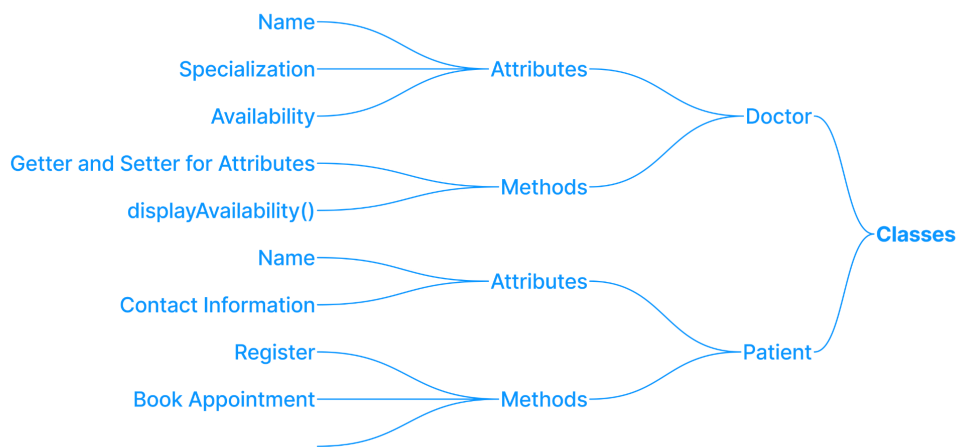 Name
Specialization
Attributes
Availability
Doctor
Getter and Setter for Attributes
Methods
displayAvailability()
Classes
Name
Attributes
Contact Information
Register
Patient
Book Appointment
Methods